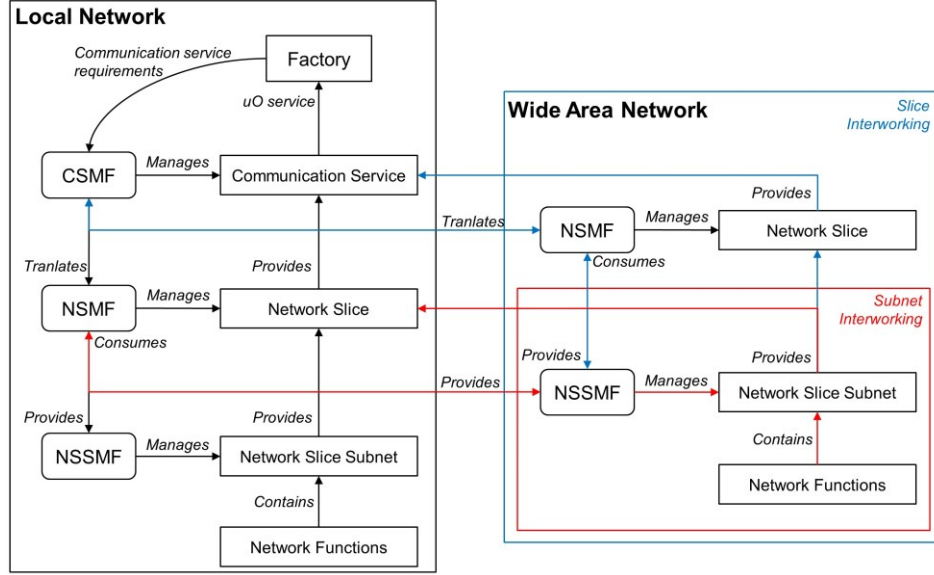 Local Network
Communication service
requirements
Factory
uO service
CSMF
Manages
Communication Service
Tranlates
Provides
NSMF
Manages
Network Slice
Consumes
Provides
Provides
NSSMF
Manages
Network Slice Subnet
Contains
Network Functions
Wide Area Network
Slice
Interworking
Provides
Tranlates
NSMF
Manages
Network Slice
Consumes
Subnet
Interworking
Provides
Provides
Provides
NSSMF
Manages
Network Slice Subnet
Contains
Network Functions